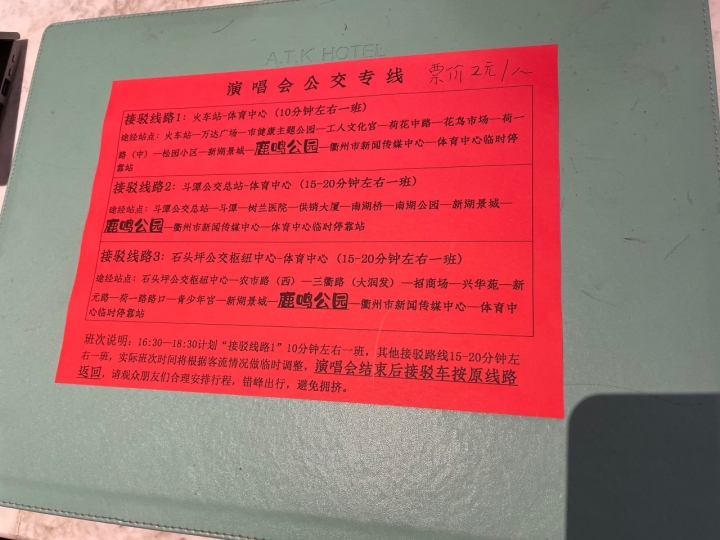 A.T.K HOTEL
演唱会公交专线 票价2元/人
接驳线路1：火车站-体育中心（10分钟左右一班）
途经站点：火车站—万达广场—市健康主题公园—工人文化宫—荷花中路—花鸟市场—荷一
路（中）—松园小区—新湖景城—鹿鸣公园—衢州市新闻传媒中心—体育中心临时停
靠站
接驳线路2：斗潭公交总站-体育中心（15-20分钟左右一班）
途经站点：斗潭公交总站—斗潭—树兰医院—供销大厦—南湖桥—南湖公园—新湖景城—
鹿鸣公园—衢州市新闻传媒中心—体育中心临时停靠站
接驳线路3：石头坪公交枢纽中心-体育中心（15-20分钟左右一班）
途经站点：石头坪公交枢纽中心—农市路（西）—三衢路（大润发）—招商场—兴华苑—新
元路—荷一路路口—青少年宫—新湖景城—鹿鸣公园—衢州市新闻传媒中心—体育中
心临时停靠站
班次说明：16:30—18:30计划“接驳线路1”10分钟左右一班，其他接驳路线15-20分钟左
右一班，实际班次时间将根据客流情况做临时调整，演唱会结束后接驳车按原线路
返回，请观众朋友们合理安排行程，错峰出行，避免拥挤。